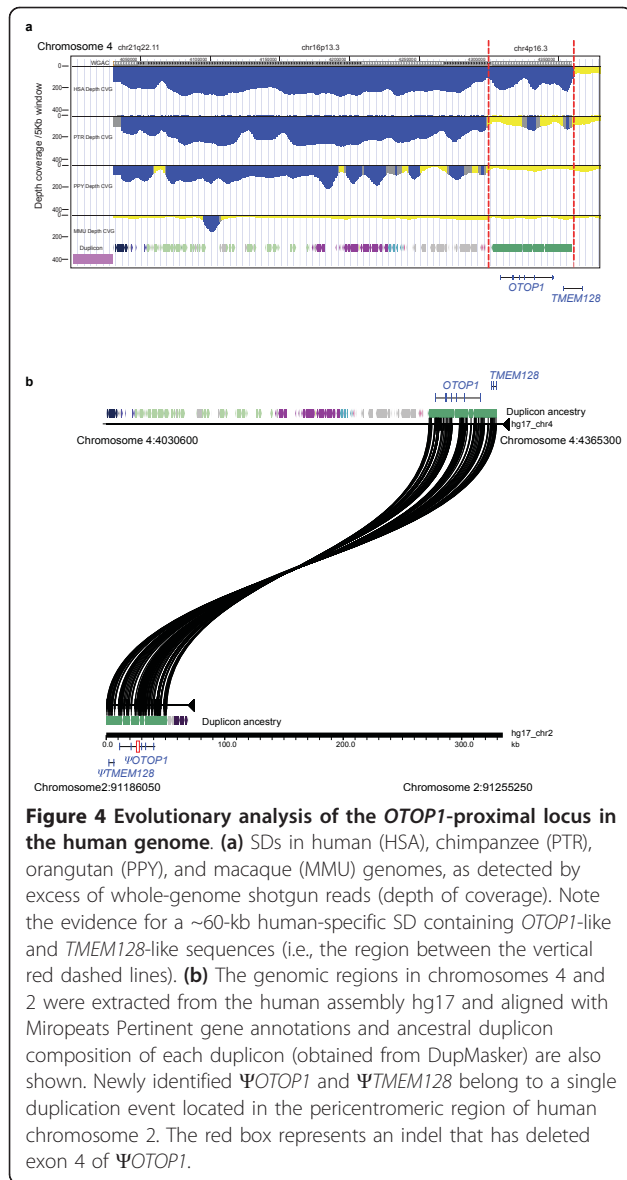 a
Chromosome 4 chr21q22.11 chr16p13.3 chr4p16.3
WGAC
Depth coverage /5Kb window
0
HSA Depth CVG
200
400
0
PTR Depth CVG
200
400
0
PPY Depth CVG
200
400
0
MMU Depth CVG
200
Duplicon
400
OTOP1
TMEM128
b
TMEM128
OTOP1
Duplicon ancestry
hg17_chr4
Chromosome 4:4030600 Chromosome 4:4365300
Duplicon ancestry
hg17_chr2
0.0 100.0 200.0 300.0
kb
ΨOTOP1
ΨTMEM128
Chromosome2:91186050 Chromosome 2:91255250
Figure 4 Evolutionary analysis of the OTOP1-proximal locus in
the human genome. (a) SDs in human (HSA), chimpanzee (PTR),
orangutan (PPY), and macaque (MMU) genomes, as detected by
excess of whole-genome shotgun reads (depth of coverage). Note
the evidence for a ~60-kb human-specific SD containing OTOP1-like
and TMEM128-like sequences (i.e., the region between the vertical
red dashed lines). (b) The genomic regions in chromosomes 4 and
2 were extracted from the human assembly hg17 and aligned with
Miropeats Pertinent gene annotations and ancestral duplicon
composition of each duplicon (obtained from DupMasker) are also
shown. Newly identified ΨOTOP1 and ΨTMEM128 belong to a single
duplication event located in the pericentromeric region of human
chromosome 2. The red box represents an indel that has deleted
exon 4 of ΨOTOP1.